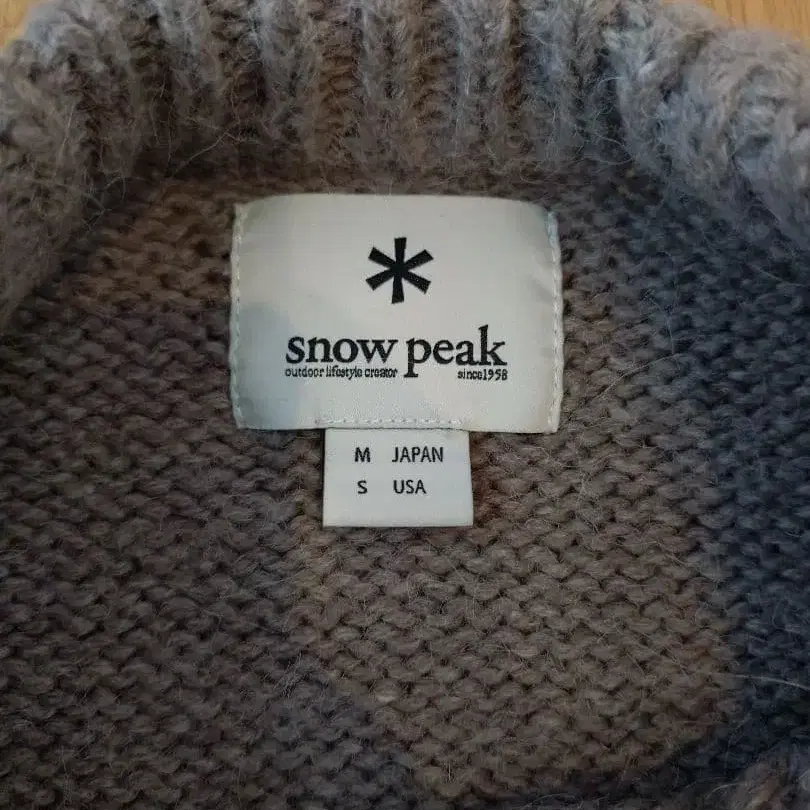 snow peak
outdoor lifestyle creator since1958
M JAPAN
S USA